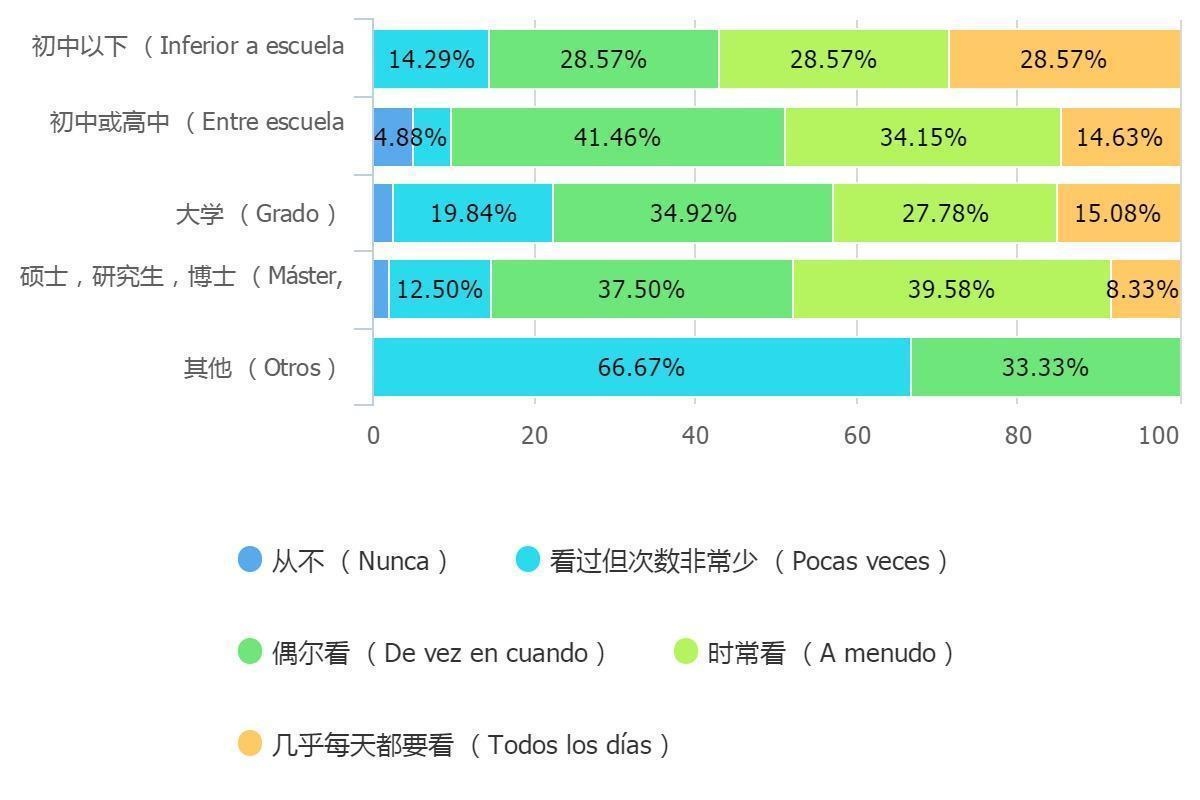 初中以下 （ Inferior a escuela
14.29% 28.57% 28.57% 28.57%
初中或高中 （ Entre escuela
4.88% 41.46% 34.15% 14.63%
大学 （ Grado ）
19.84% 34.92% 27.78% 15.08%
硕士，研究生，博士 （ Máster,
12.50% 37.50% 39.58% 8.33%
其他 （ Otros ）
66.67% 33.33%
0 20 40 60 80 100
从不 （ Nunca ） 看过但次数非常少 （ Pocas veces ）
偶尔看 （ De vez en cuando ） 时常看 （ A menudo ）
几乎每天都要看 （ Todos los días ）